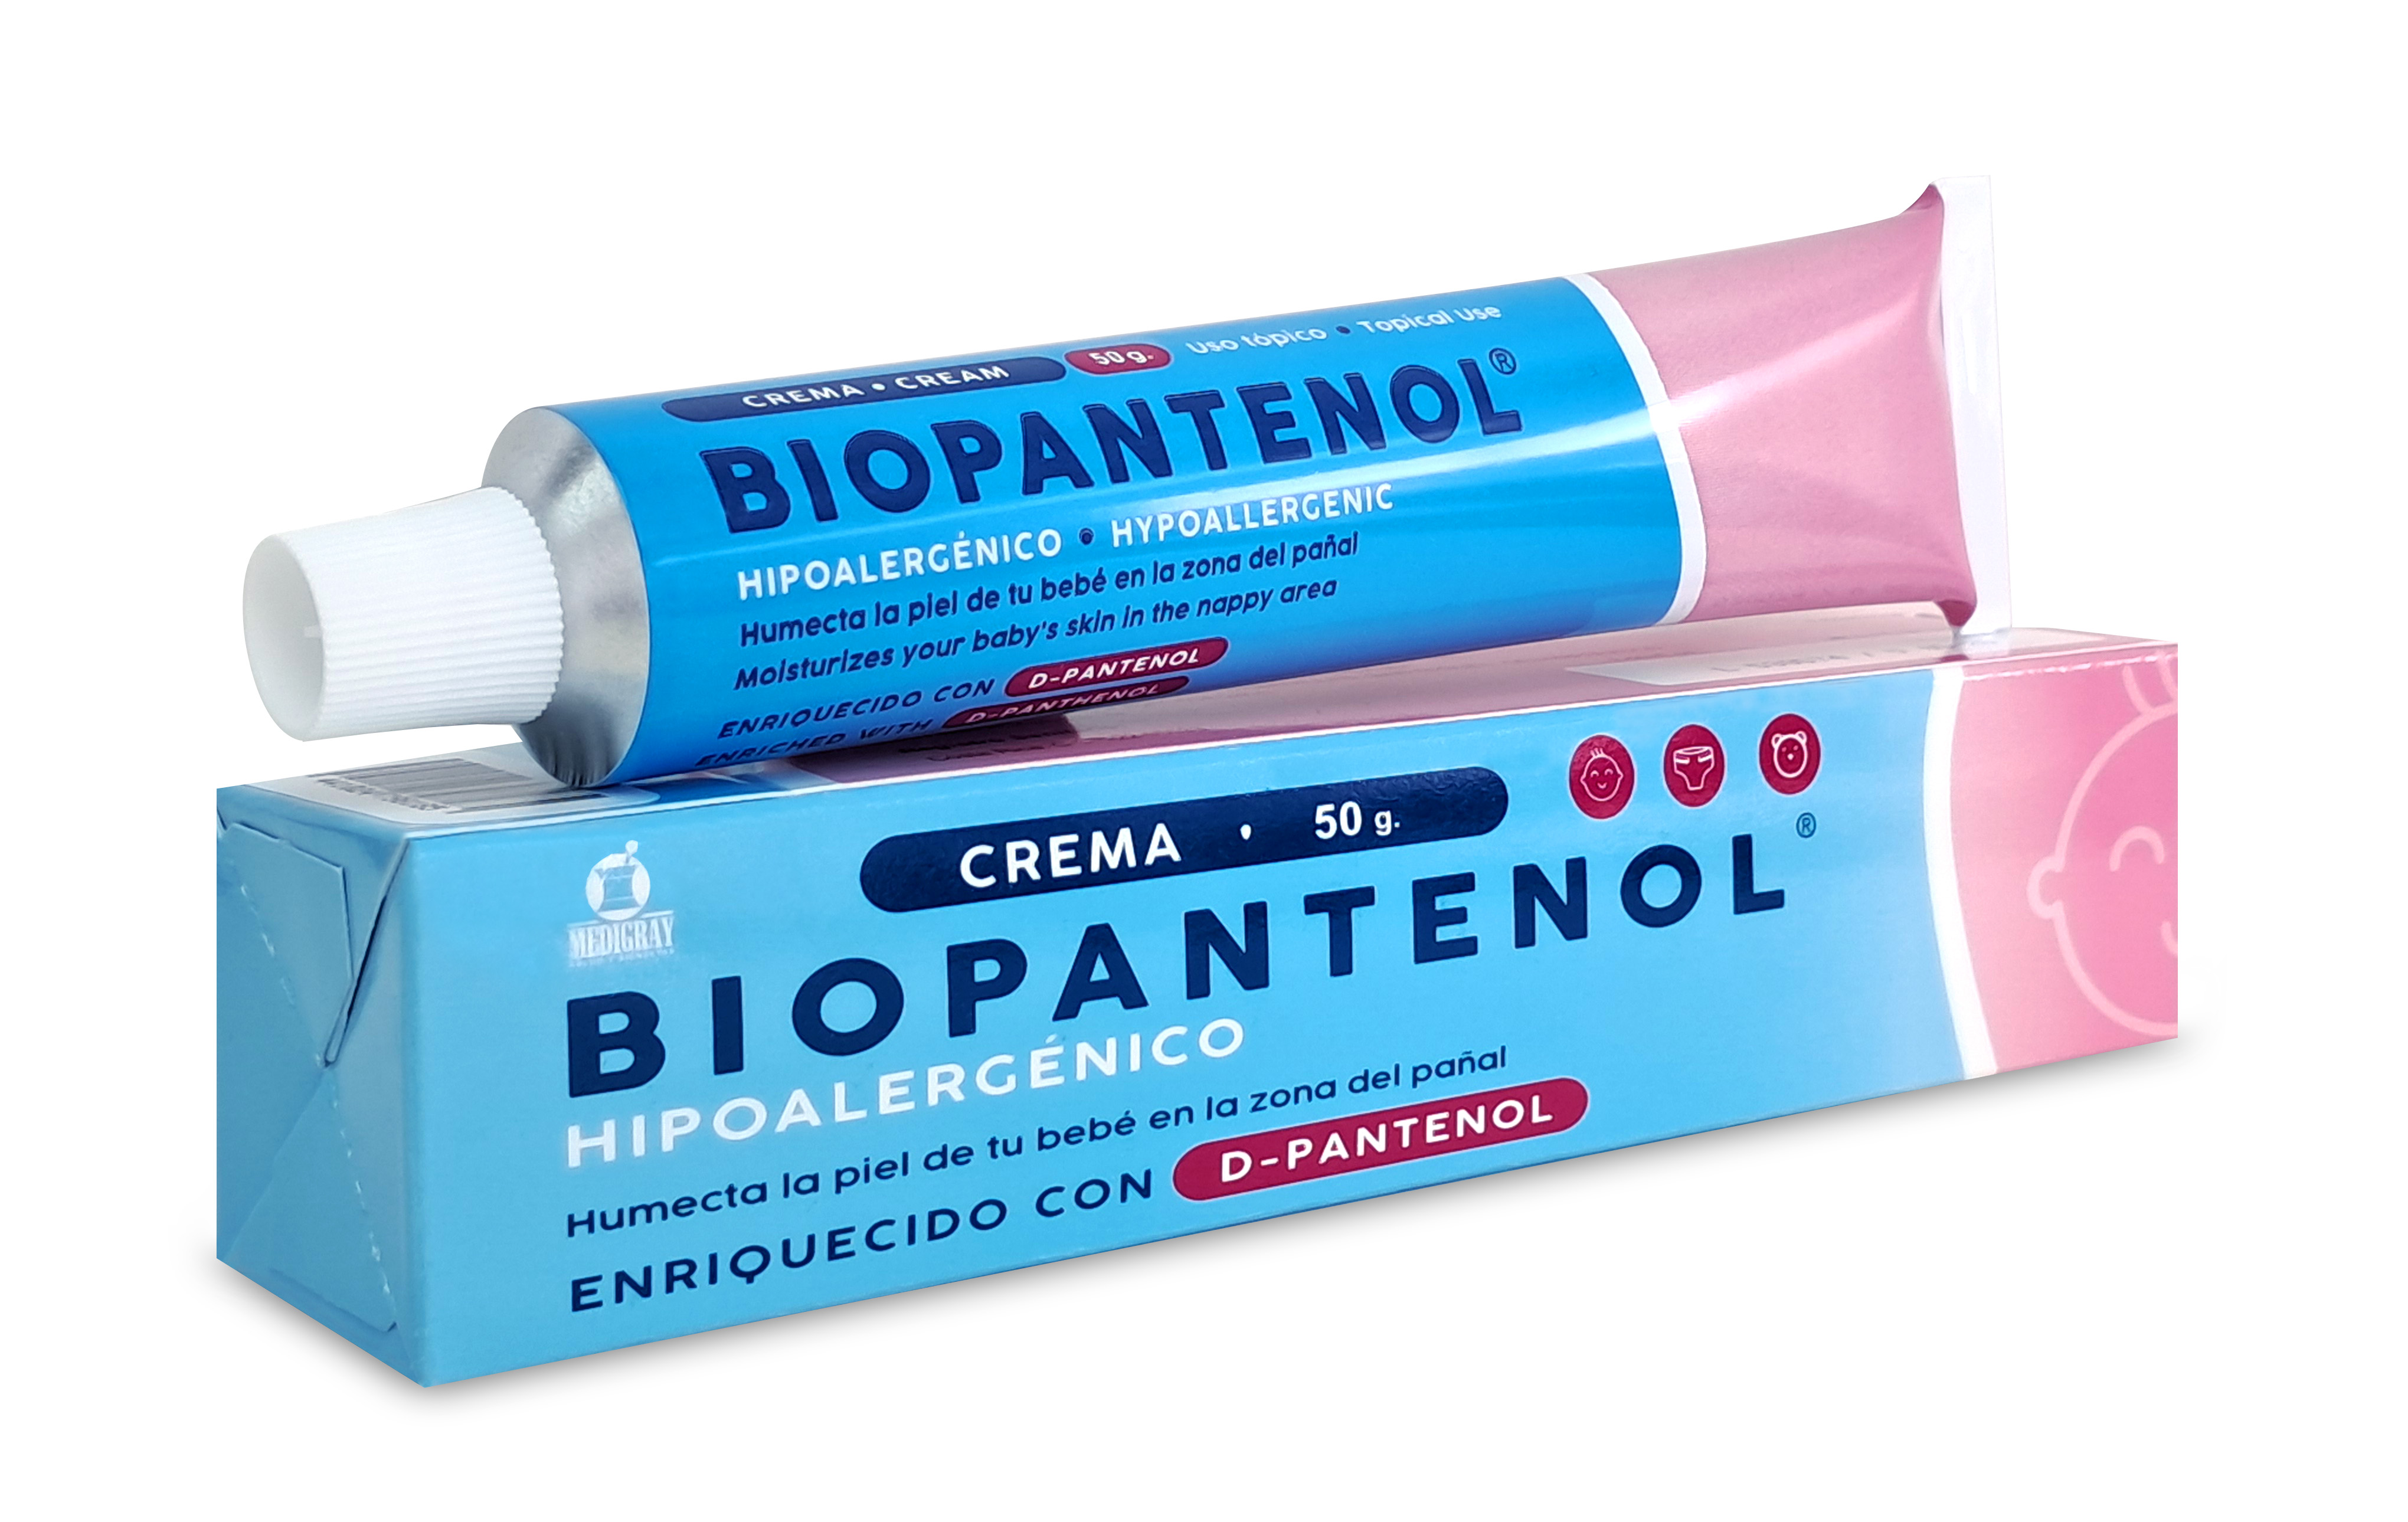 CREMA • CREAM 50 g. Uso tópico • Topical Use
BIOPANTENOL®
HIPOALERGÉNICO • HYPOALLERGENIC
Humecta la piel de tu bebé en la zona del pañal
Moisturizes your baby's skin in the nappy area
ENRIQUECIDO CON D-PANTENOL
ENRICHED WITH D-PANTHENOL
MEDIGRAY
CREMA • 50 g.
BIOPANTENOL®
HIPOALERGÉNICO
Humecta la piel de tu bebé en la zona del pañal
ENRIQUECIDO CON D-PANTENOL